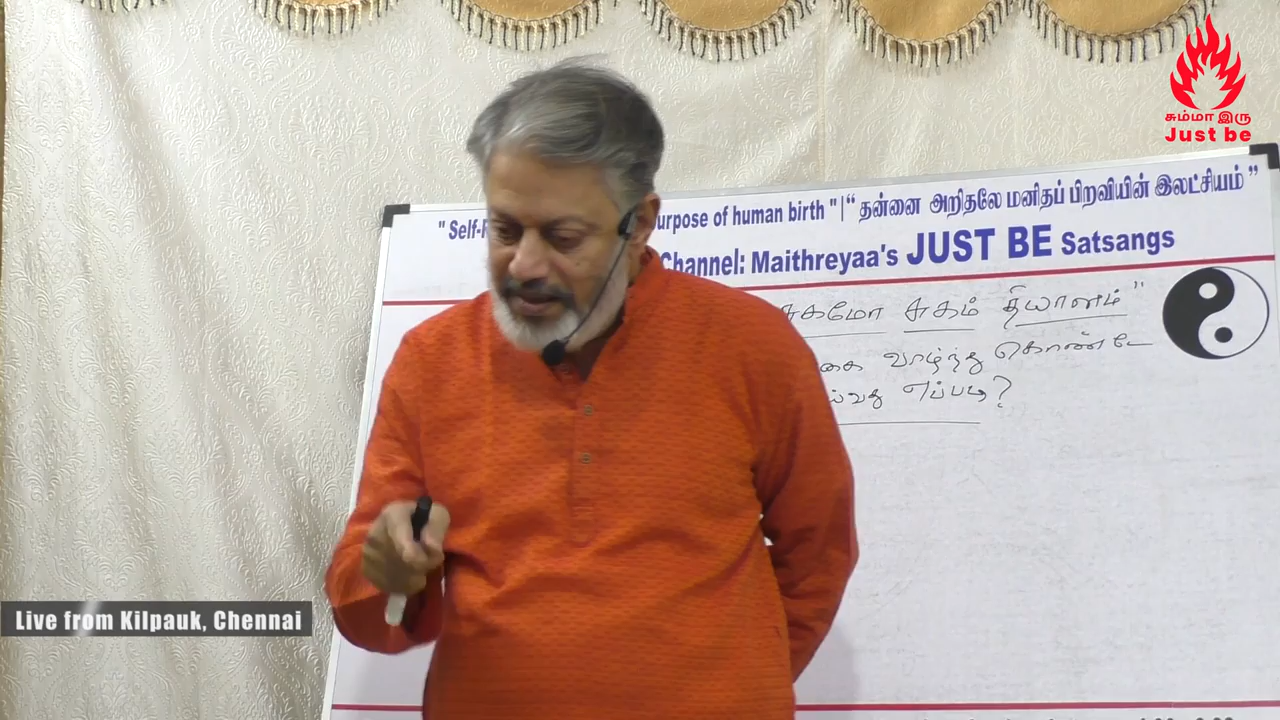 சும்மா இரு
Just be
" Self-R urpose of human birth " | “ தன்னை அறிதலே மனிதப் பிறவியின் இலட்சியம் ”
Channel: Maithreyaa's JUST BE Satsangs
சுகமோ சுகம் தியானம் "
கை வாழ்ந்து கொண்டே
ய்வது எப்படி?
Live from Kilpauk, Chennai